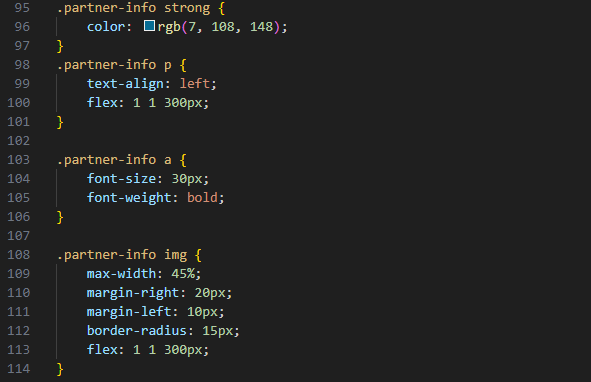 95 .partner-info strong {
96     color: rgb(7, 108, 148);
97 }
98 .partner-info p {
99     text-align: left;
100     flex: 1 1 300px;
101 }
102
103 .partner-info a {
104     font-size: 30px;
105     font-weight: bold;
106 }
107
108 .partner-info img {
109     max-width: 45%;
110     margin-right: 20px;
111     margin-left: 10px;
112     border-radius: 15px;
113     flex: 1 1 300px;
114 }